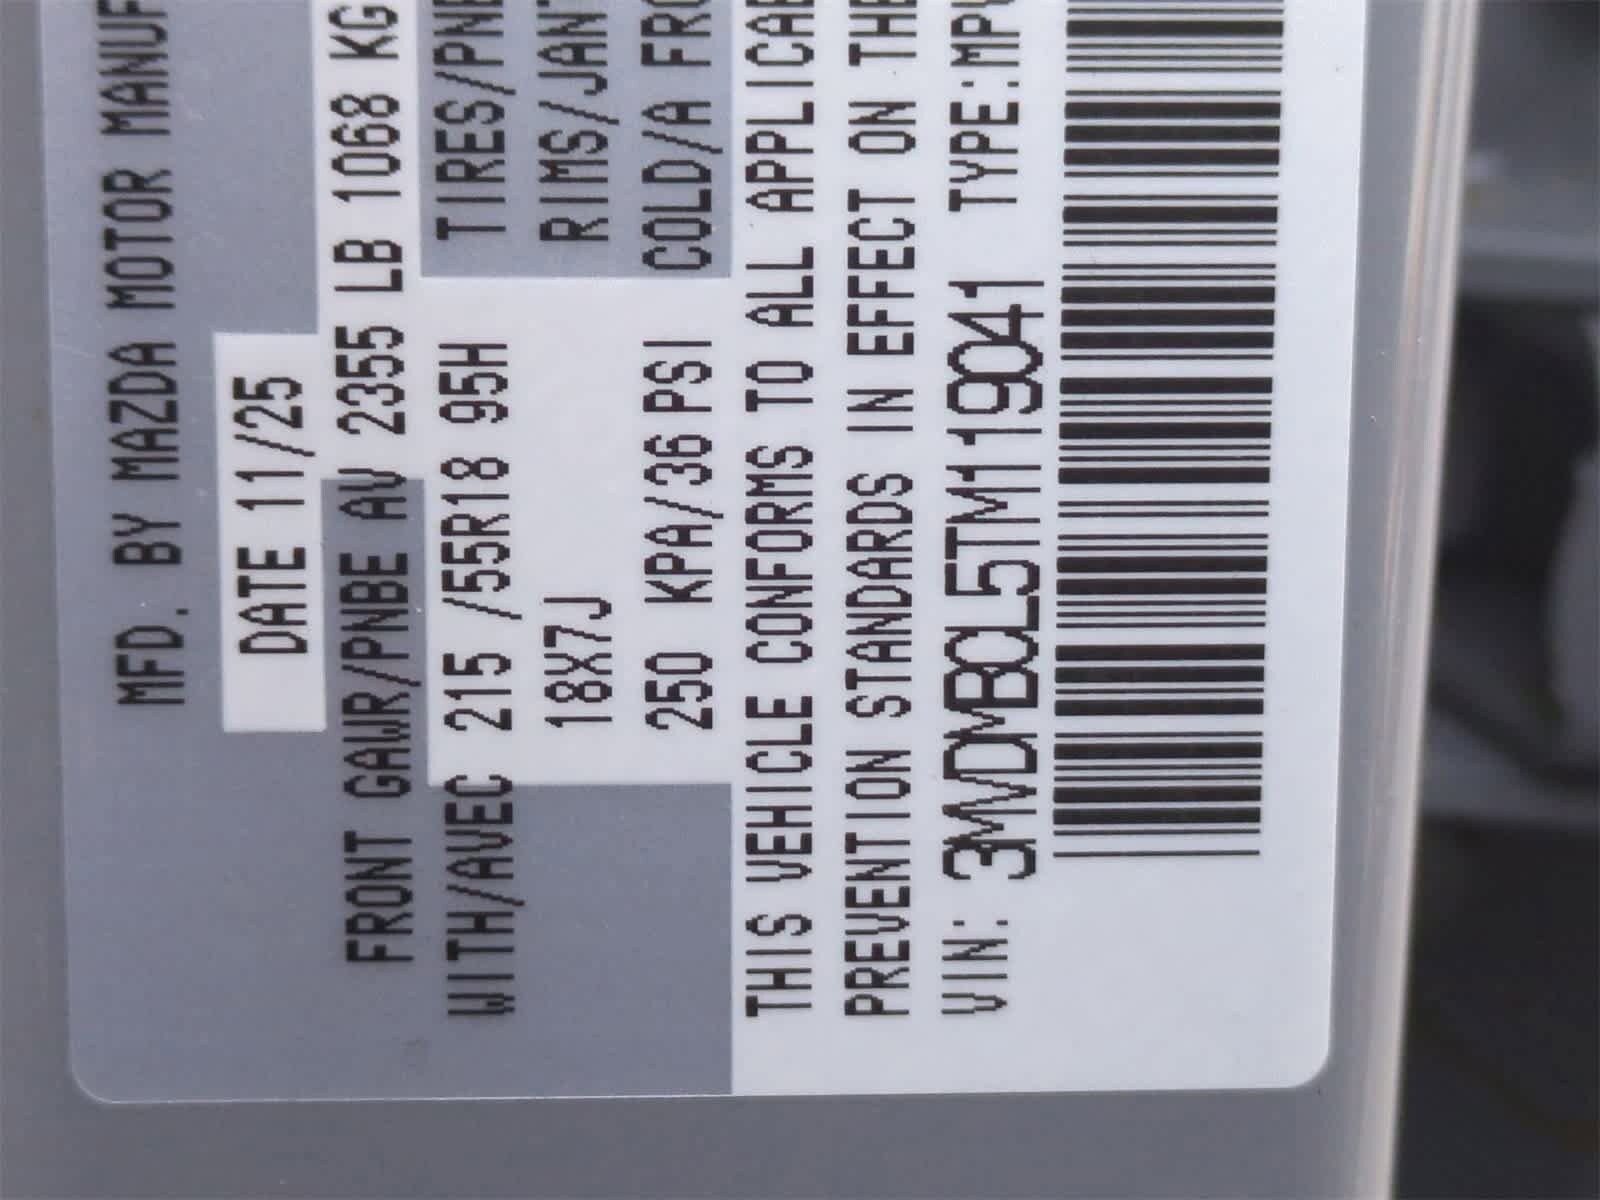 MFD. BY MAZDA MOTOR MANUF
DATE 11/25
FRONT GAWR/PNBE AV 2355 LB 1068 KG
WITH/AVEC 215 /55R18 95H TIRES/PNE
18X7J RIMS/JANT
250 KPA/36 PSI COLD/A FRO
THIS VEHICLE CONFORMS TO ALL APPLICAB
PREVENTION STANDARDS IN EFFECT ON THE
VIN: 3MVDMBCL5TM119041 TYPE:MPV